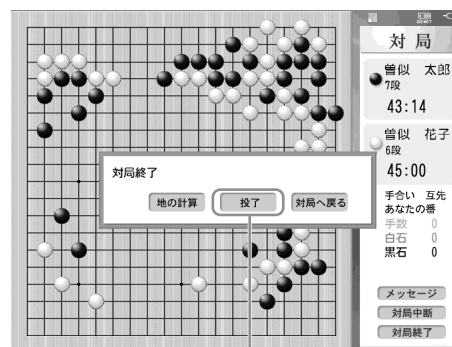 対局
曽似 太郎
7段
43:14
曽似 花子
6段
45:00
対局終了
地の計算
投了
対局へ戻る
手合い 互先
あなたの番
手数 0
白石 0
黒石 0
メッセージ
対局中断
対局終了